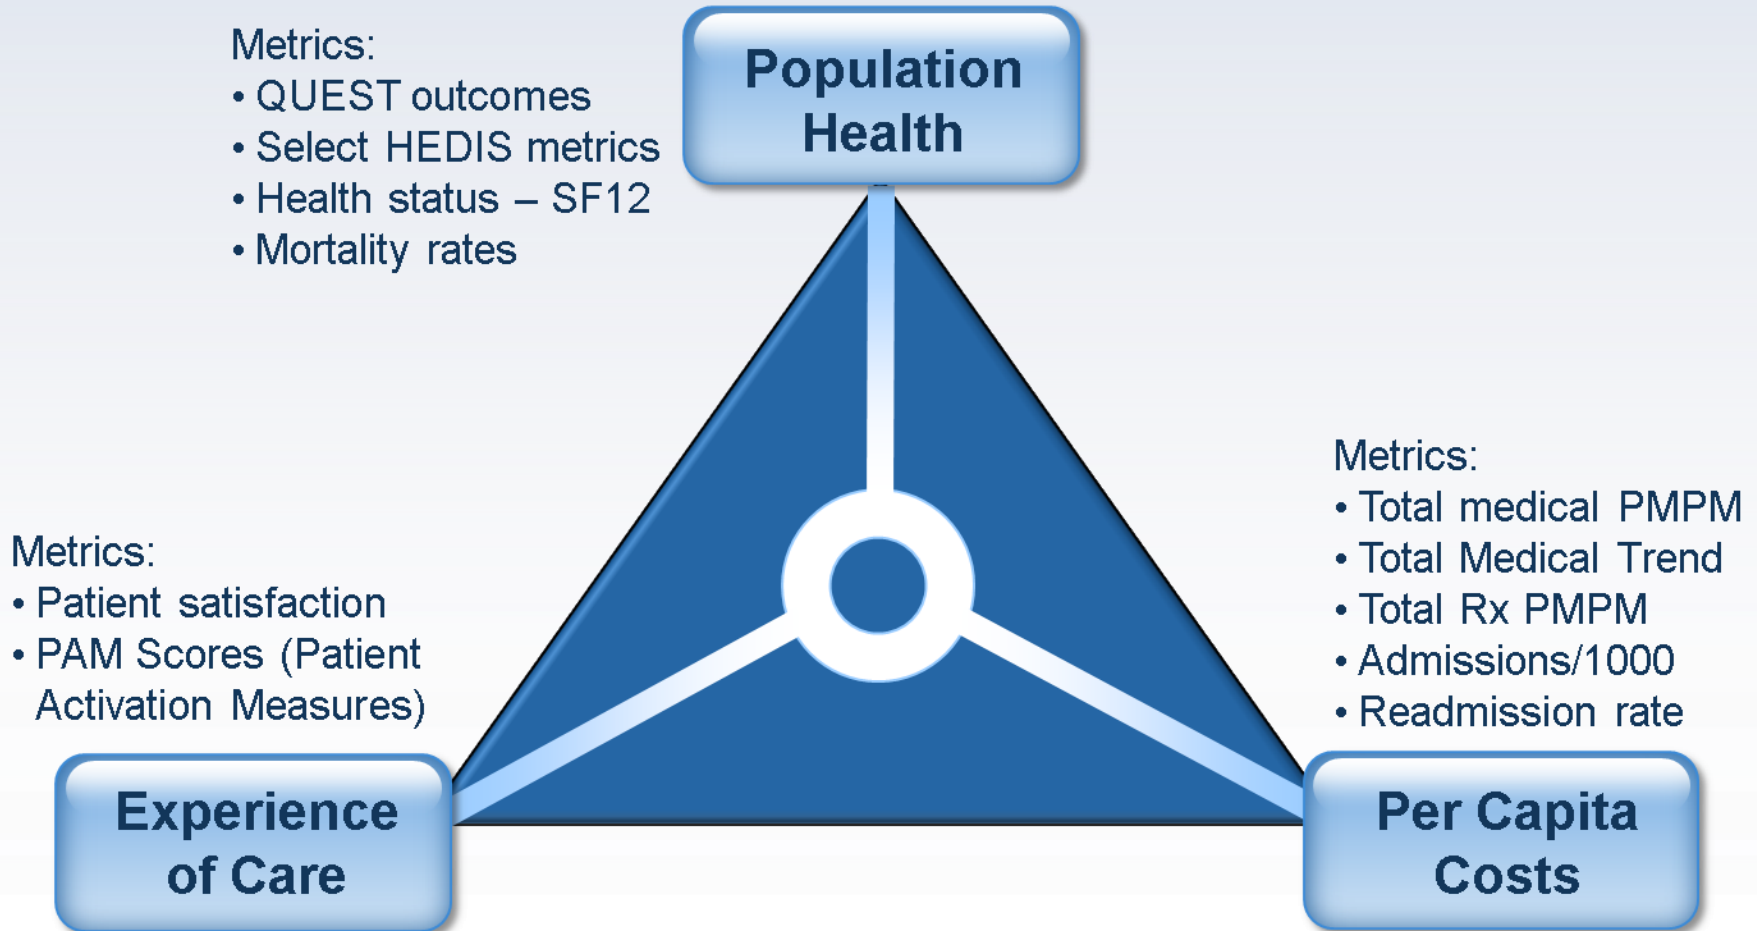 Metrics:
• QUEST outcomes
• Select HEDIS metrics
• Health status – SF12
• Mortality rates
Population
Health
Metrics:
• Patient satisfaction
• PAM Scores (Patient
Activation Measures)
Experience
of Care
Metrics:
• Total medical PMPM
• Total Medical Trend
• Total Rx PMPM
• Admissions/1000
• Readmission rate
Per Capita
Costs